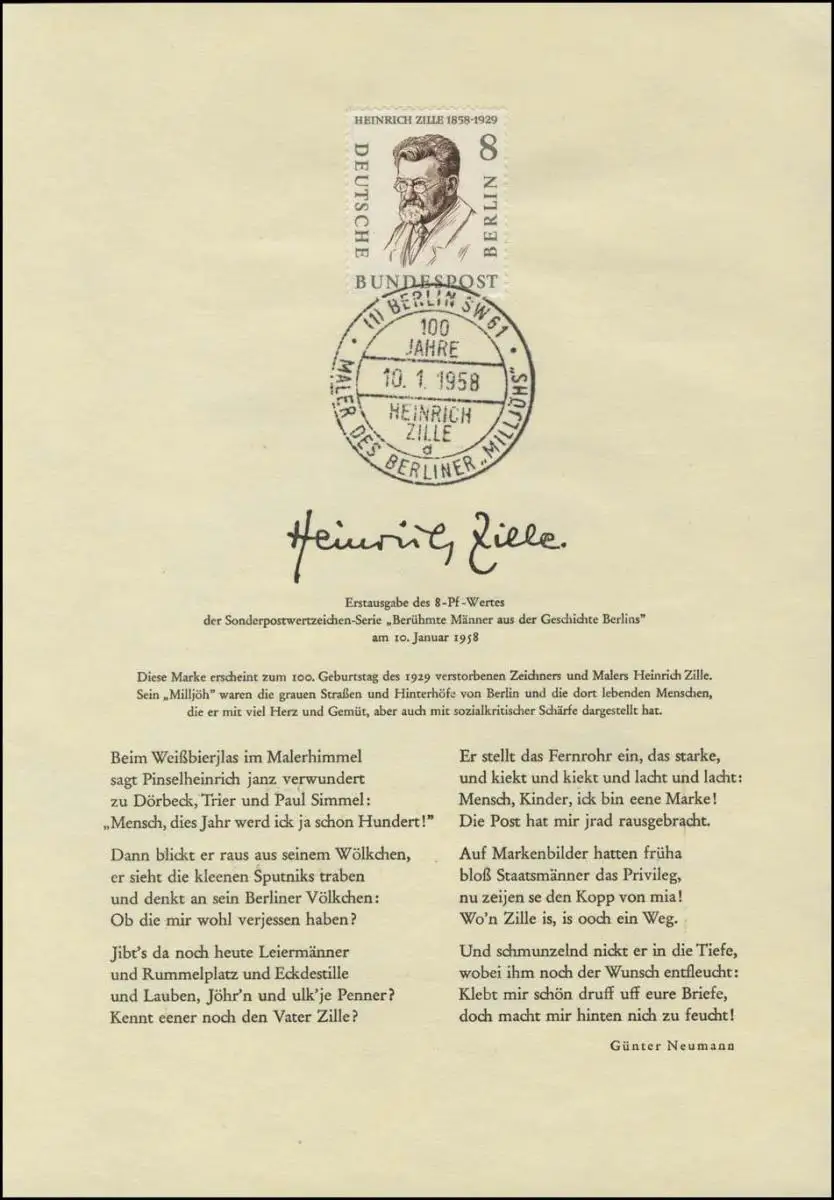 HEINRICH ZILLE 1858-1929
8
DEUTSCHE
BUNDESPOST
BERLIN
(1) BERLIN SW61
100
JAHRE
10. 1. 1958
HEINRICH
ZILLE
d
MALER DES BERLINER „MILLJÖHS"
Heinrich Zille.
Erstausgabe des 8-Pf-Wertes
der Sonderpostwertzeichen-Serie „Berühmte Männer aus der Geschichte Berlins"
am 10. Januar 1958
Diese Marke erscheint zum 100. Geburtstag des 1929 verstorbenen Zeichners und Malers Heinrich Zille.
Sein „Milljöh" waren die grauen Straßen und Hinterhöfe von Berlin und die dort lebenden Menschen,
die er mit viel Herz und Gemüt, aber auch mit sozialkritischer Schärfe dargestellt hat.
Beim Weißbierjlas im Malerhimmel
sagt Pinselheinrich janz verwundert
zu Dörbeck, Trier und Paul Simmel:
„Mensch, dies Jahr werd ick ja schon Hundert!"
Dann blickt er raus aus seinem Wölkchen,
er sieht die kleenen Sputniks traben
und denkt an sein Berliner Völkchen:
Ob die mir wohl verjessen haben?
Jibt's da noch heute Leiermänner
und Rummelplatz und Eckdestille
und Lauben, Jöhr'n und ulk'je Penner?
Kennt eener noch den Vater Zille?
Er stellt das Fernrohr ein, das starke,
und kiekt und kiekt und lacht und lacht:
Mensch, Kinder, ick bin eene Marke!
Die Post hat mir jrad rausgebracht.
Auf Markenbilder hatten früha
bloß Staatsmänner das Privileg,
nu zeijen se den Kopp von mia!
Wo'n Zille is, is ooch ein Weg.
Und schmunzelnd nickt er in die Tiefe,
wobei ihm noch der Wunsch entfleucht:
Klebt mir schön druff uff eure Briefe,
doch macht mir hinten nich zu feucht!
Günter Neumann